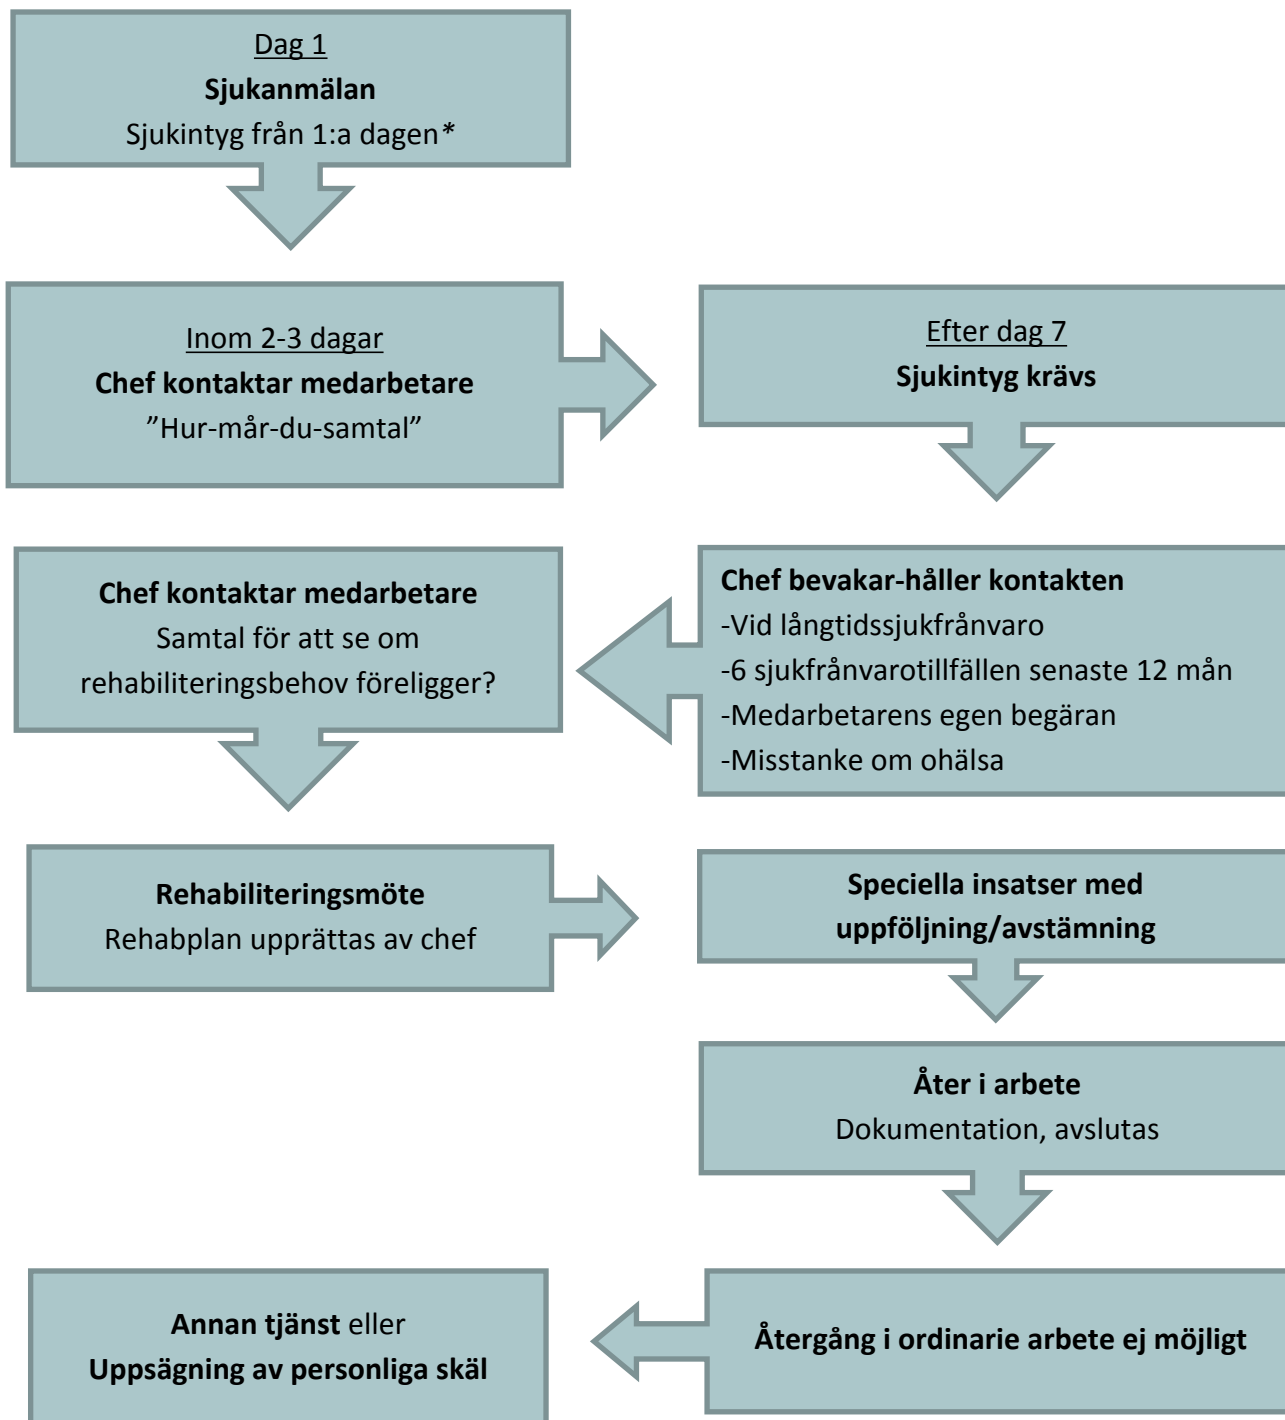 Dag 1
Sjukanmälan
Sjukintyg från 1:a dagen*
Inom 2-3 dagar
Chef kontaktar medarbetare
”Hur-mår-du-samtal”
Efter dag 7
Sjukintyg krävs
Chef bevakar-håller kontakten
-Vid långtidssjukfrånvaro
-6 sjukfrånvarotillfällen senaste 12 mån
-Medarbetarens egen begäran
-Misstanke om ohälsa
Chef kontaktar medarbetare
Samtal för att se om
rehabiliteringsbehov föreligger?
Rehabiliteringsmöte
Rehabplan upprättas av chef
Speciella insatser med
uppföljning/avstämning
Åter i arbete
Dokumentation, avslutas
Återgång i ordinarie arbete ej möjligt
Annan tjänst eller
Uppsägning av personliga skäl